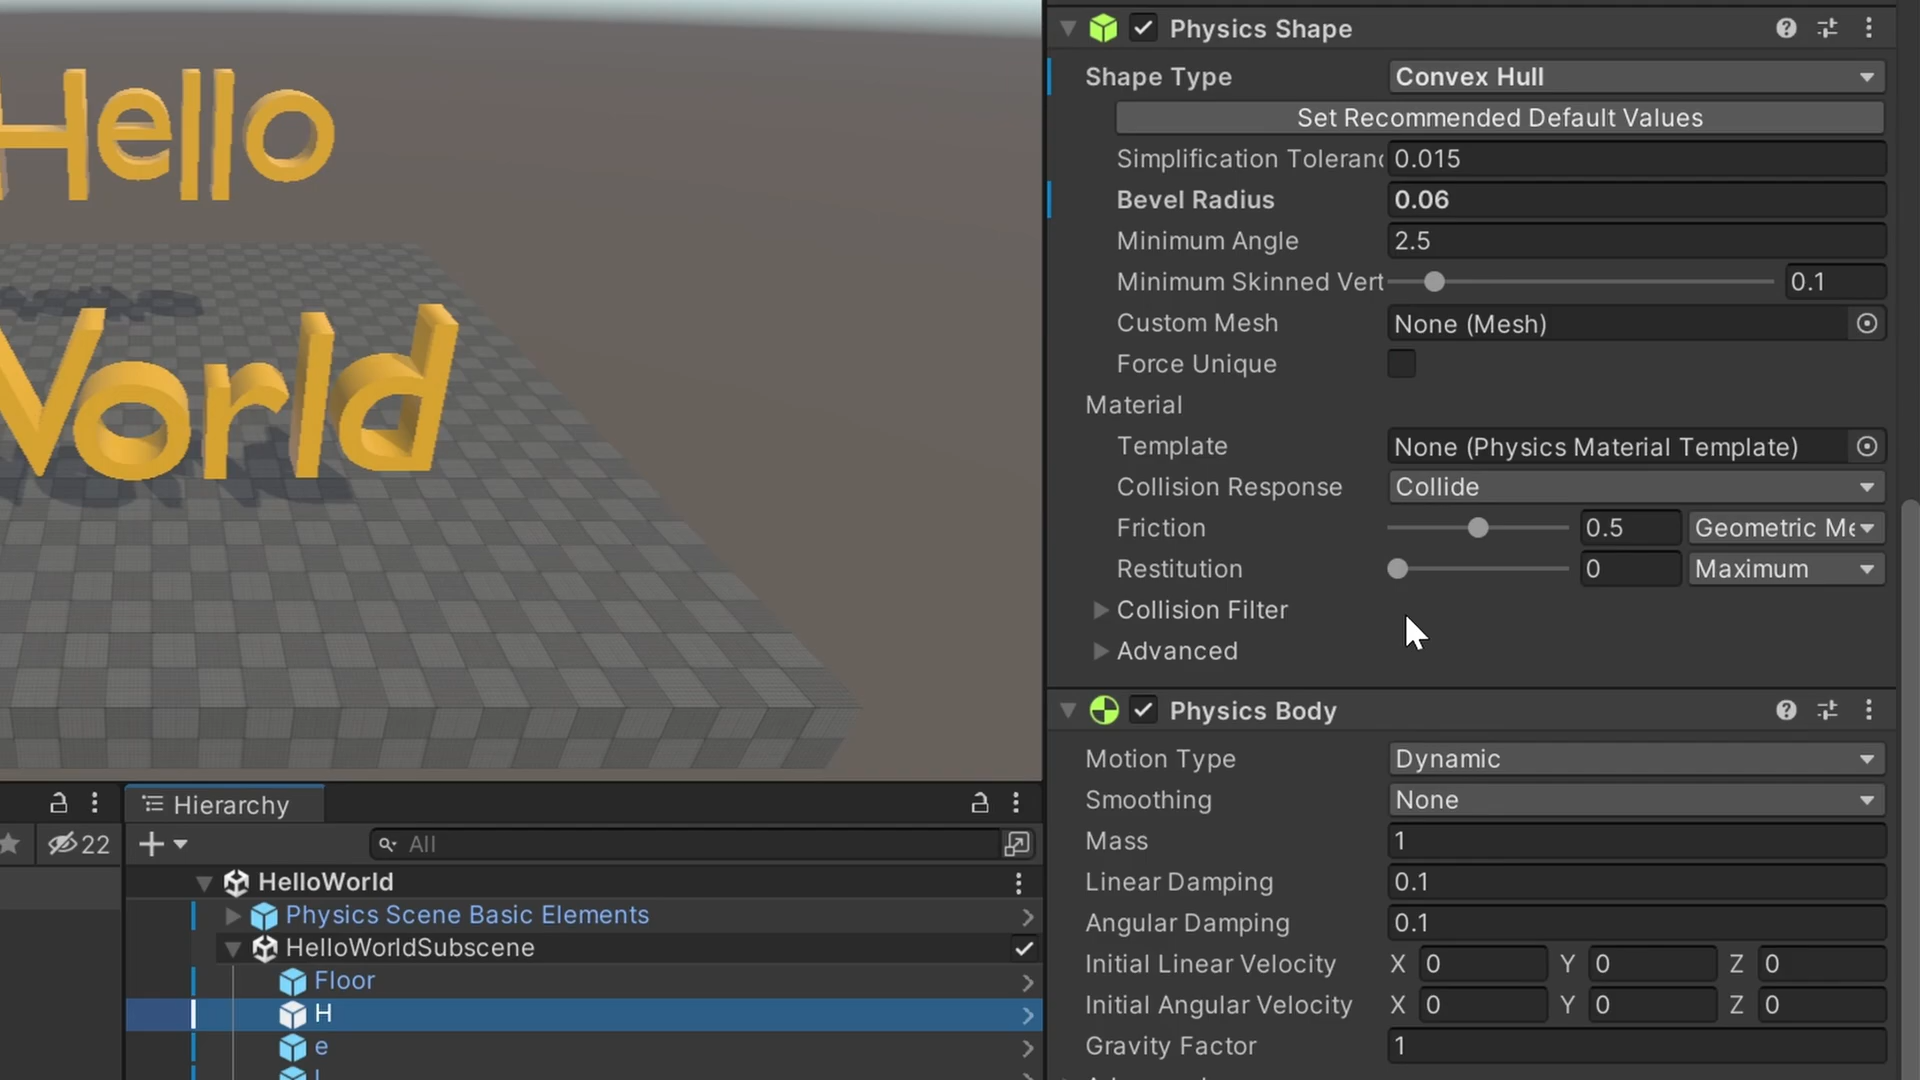 Hello
World
Physics Shape
Shape Type Convex Hull
Set Recommended Default Values
Simplification Toleranc 0.015
Bevel Radius 0.06
Minimum Angle 2.5
Minimum Skinned Vert 0.1
Custom Mesh None (Mesh)
Force Unique
Material
Template None (Physics Material Template)
Collision Response Collide
Friction 0.5 Geometric Me
Restitution 0 Maximum
Collision Filter
Advanced
Physics Body
Motion Type Dynamic
Smoothing None
Mass 1
Linear Damping 0.1
Angular Damping 0.1
Initial Linear Velocity X 0 Y 0 Z 0
Initial Angular Velocity X 0 Y 0 Z 0
Gravity Factor 1
Hierarchy
22
All
HelloWorld
Physics Scene Basic Elements
HelloWorldSubscene
Floor
H
e